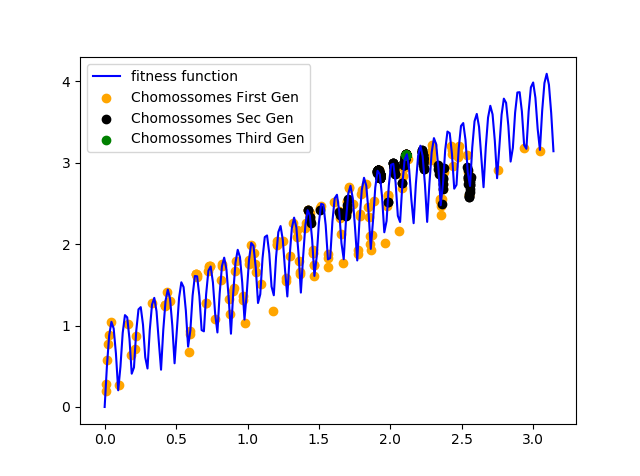 fitness function
Chomossomes First Gen
Chomossomes Sec Gen
Chomossomes Third Gen
4
3
2
1
0
0.0 0.5 1.0 1.5 2.0 2.5 3.0